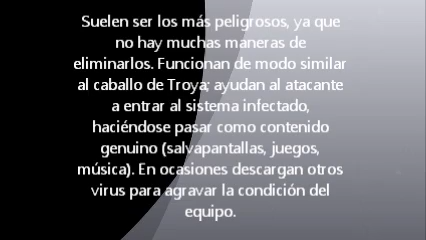 Suelen ser los más peligrosos, ya que
no hay muchas maneras de
eliminarlos. Funcionan de modo similar
al caballo de Troya; ayudan al atacante
a entrar al sistema infectado,
haciéndose pasar como contenido
genuino (salvapantallas, juegos,
música). En ocasiones descargan otros
virus para agravar la condición del
equipo.